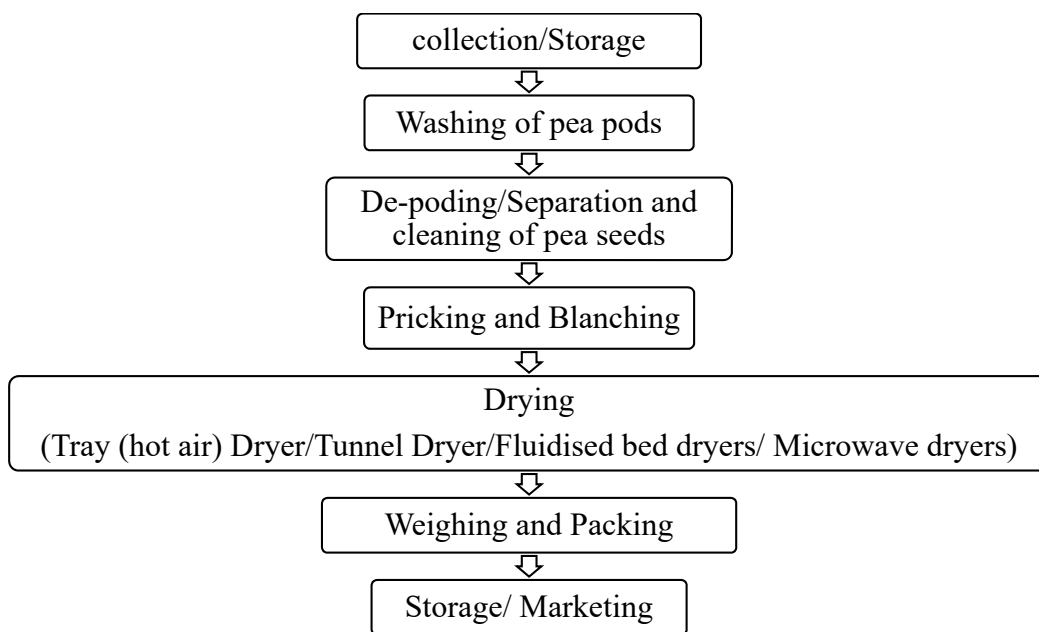 collection/Storage
Washing of pea pods
De-poding/Separation and
cleaning of pea seeds
Pricking and Blanching
Drying
(Tray (hot air) Dryer/Tunnel Dryer/Fluidised bed dryers/ Microwave dryers)
Weighing and Packing
Storage/ Marketing